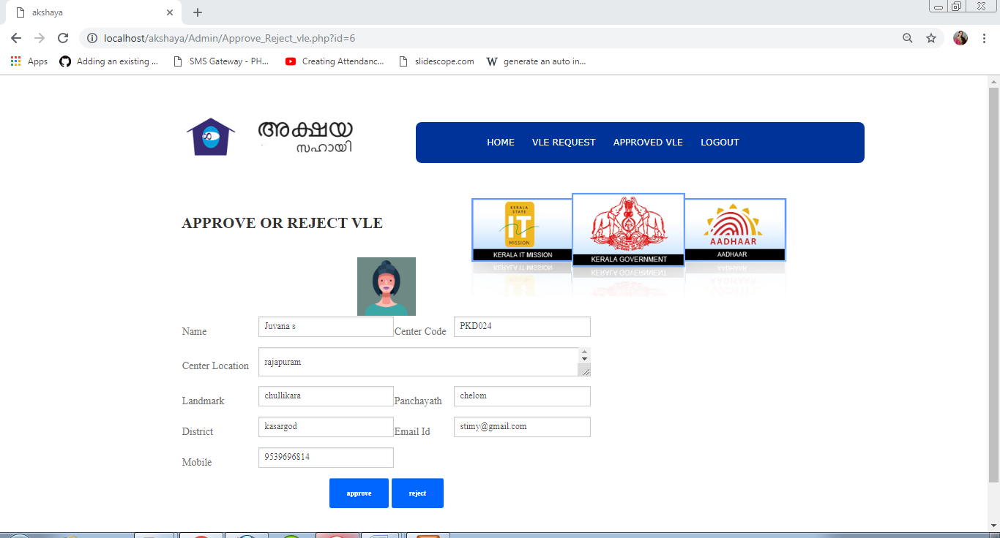 akshaya
localhost/akshaya/Admin/Approve_Reject_vle.php?id=6
Apps Adding an existing ... SMS Gateway - PH... Creating Attendanc... slidescope.com W generate an auto in...
അക്ഷയ
സഹായി
HOME VLE REQUEST APPROVED VLE LOGOUT
KERALA STATE IT MISSION
AADHAAR
KERALA IT MISSION KERALA GOVERNMENT AADHAAR
APPROVE OR REJECT VLE
Name Juvana s Center Code PKD024
Center Location rajapuram
Landmark chullikara Panchayath chelom
District kasargod Email Id stimy@gmail.com
Mobile 9539696814
approve reject